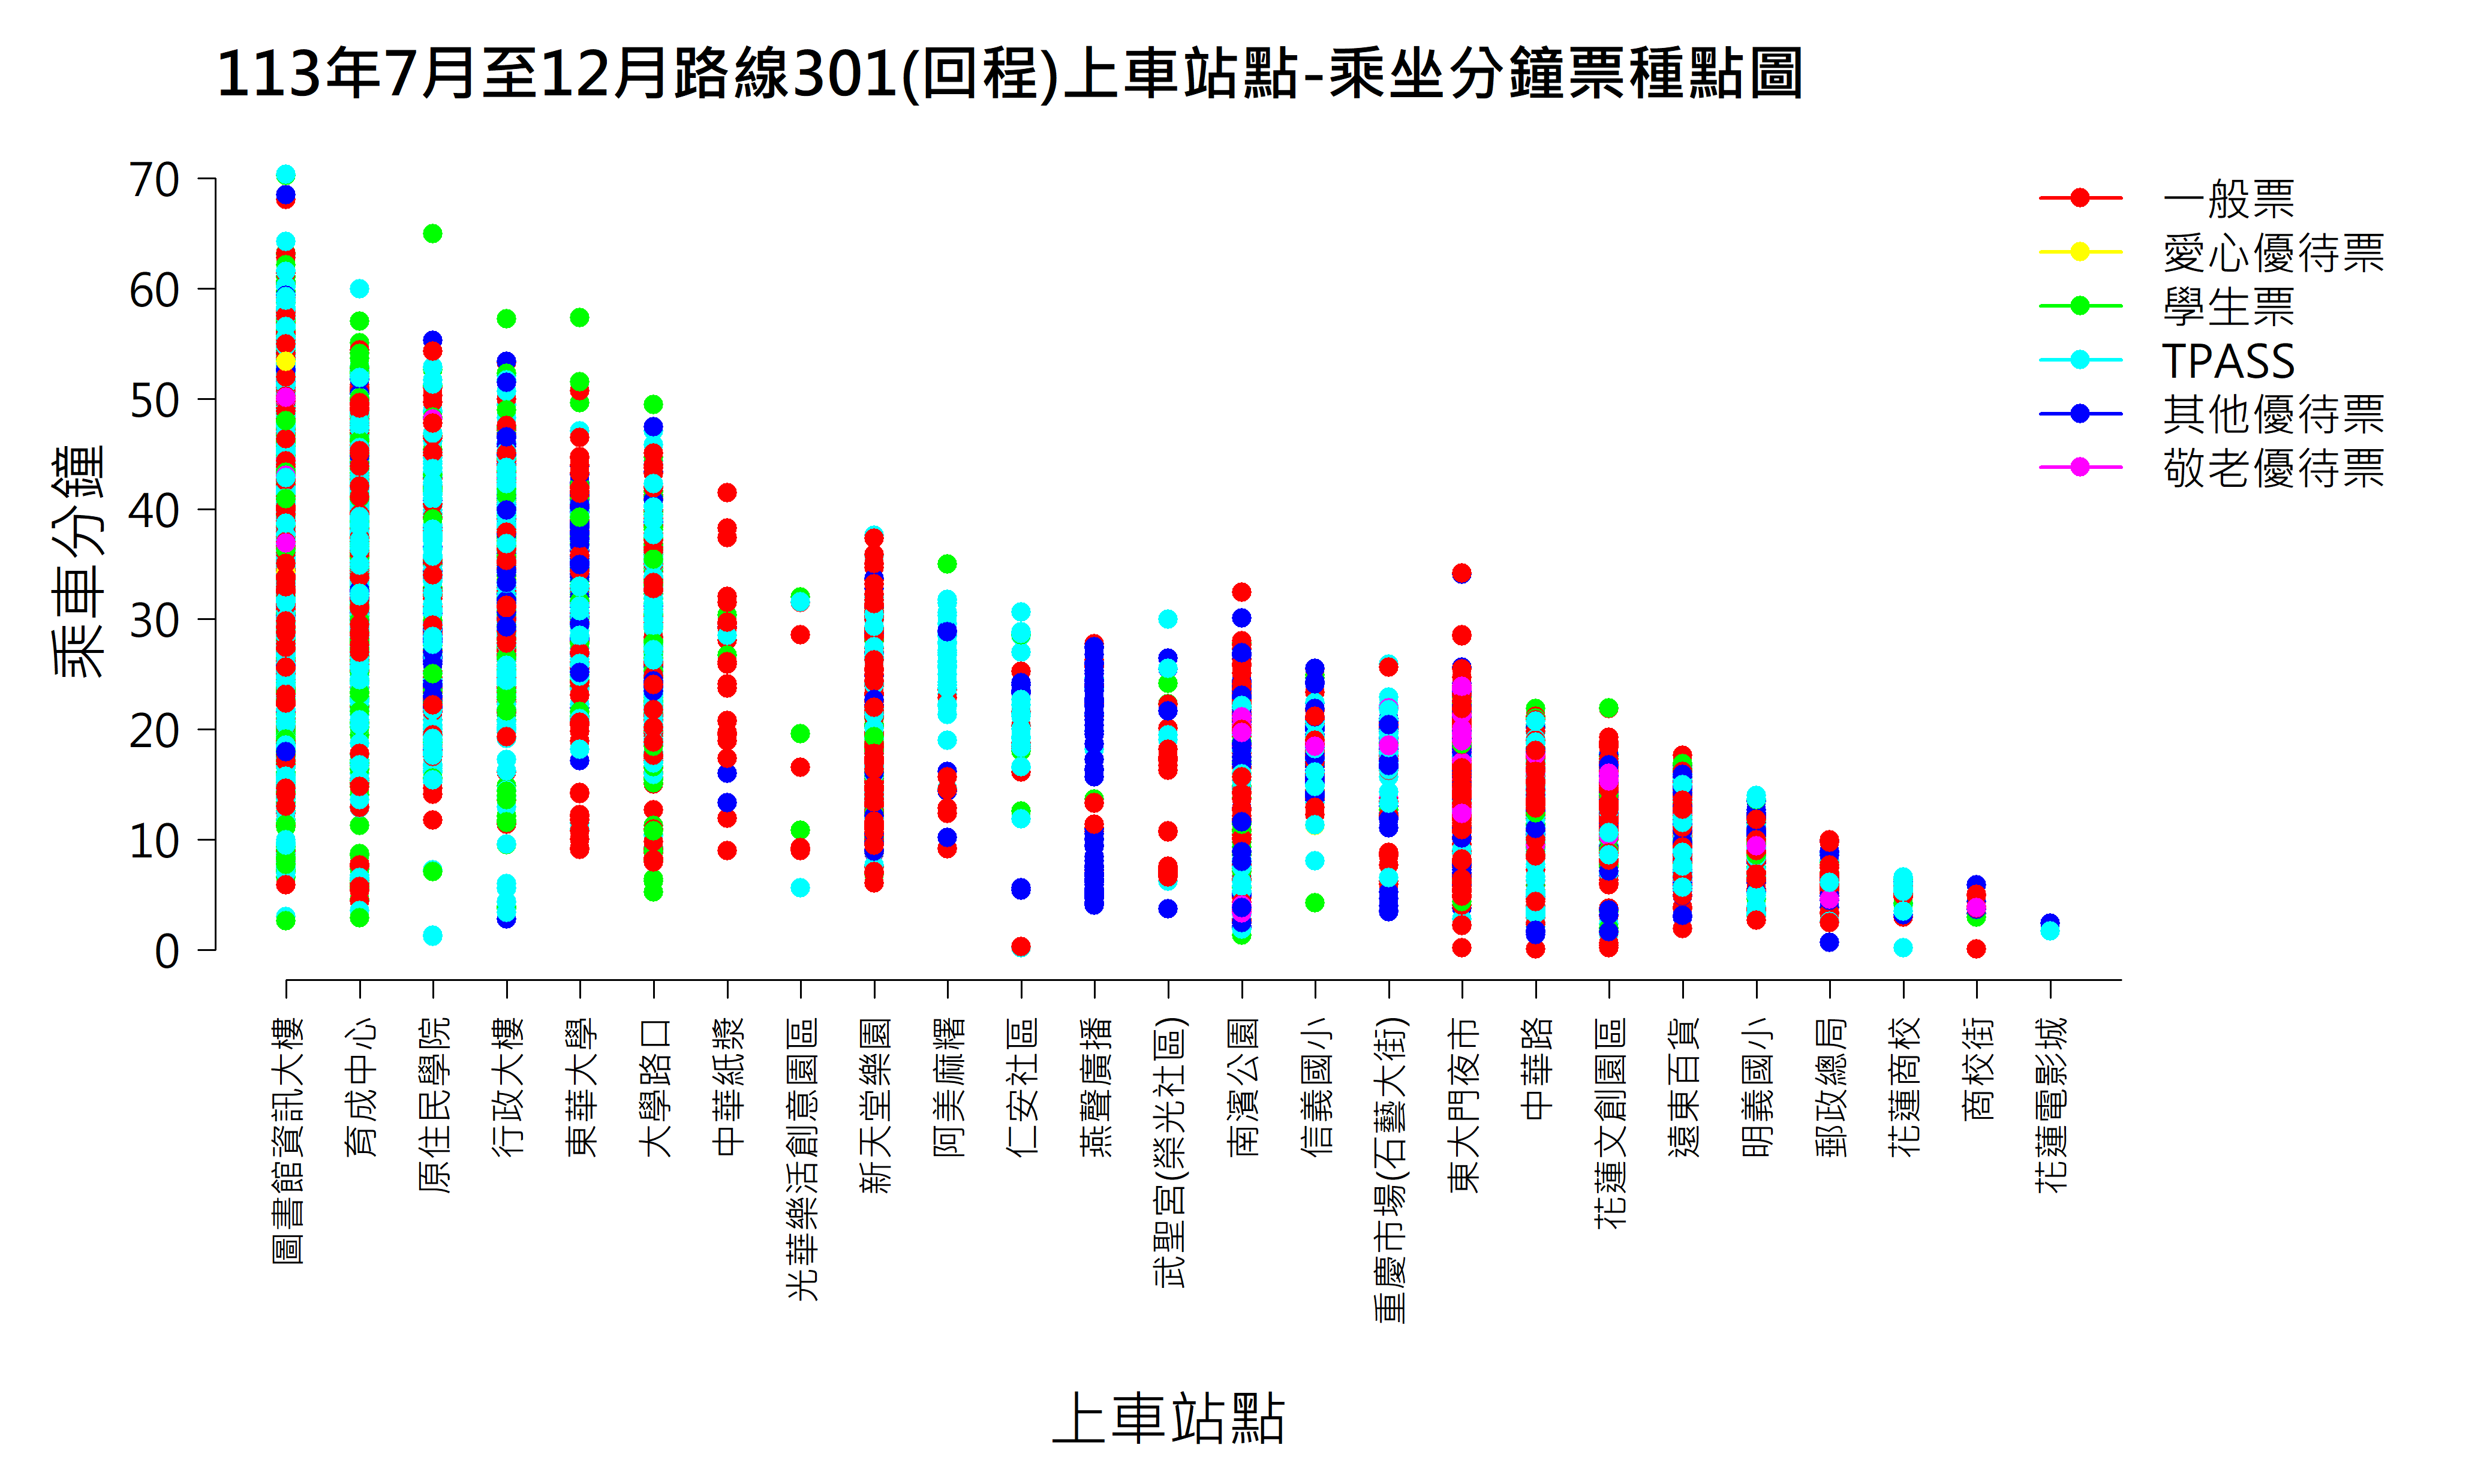 113年7月至12月路線301(回程)上車站點-乘坐分鐘票種點圖
乘車分鐘
70
60
50
40
30
20
10
0
一般票
愛心優待票
學生票
TPASS
其他優待票
敬老優待票
圖書館資訊大樓
育成中心
原住民學院
行政大樓
東華大學
大學路口
中華紙漿
光華樂活創意園區
新天堂樂園
阿美麻糬
仁安社區
燕聲廣播
武聖宮(榮光社區)
南濱公園
信義國小
重慶市場(石藝大街)
東大門夜市
中華路
花蓮文創園區
遠東百貨
明義國小
郵政總局
花蓮商校
商校街
花蓮電影城
上車站點